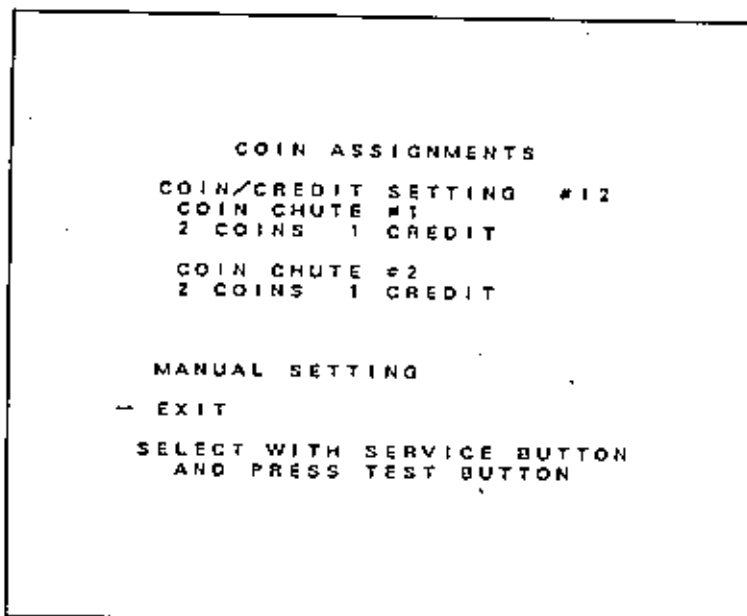 COIN ASSIGNMENTS
COIN/CREDIT SETTING #12
COIN CHUTE #1
2 COINS 1 CREDIT
COIN CHUTE #2
2 COINS 1 CREDIT
MANUAL SETTING
— EXIT
SELECT WITH SERVICE BUTTON
AND PRESS TEST BUTTON